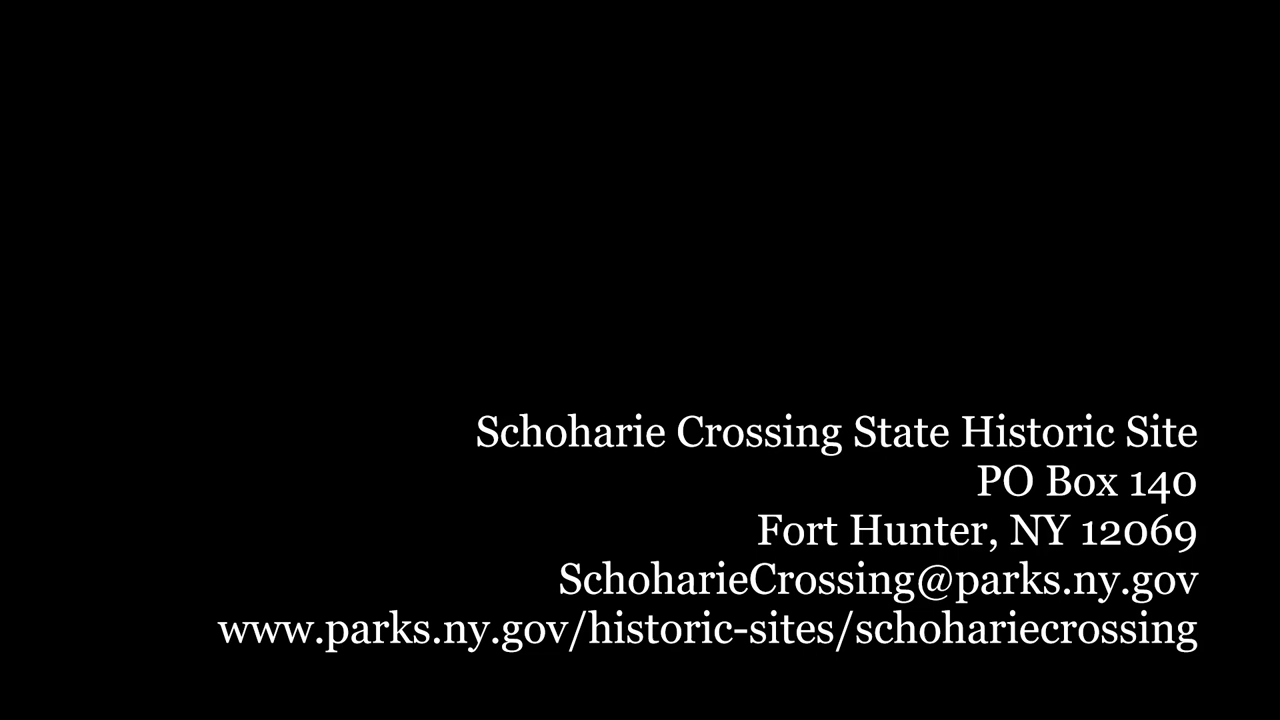 Schoharie Crossing State Historic Site
PO Box 140
Fort Hunter, NY 12069
SchoharieCrossing@parks.ny.gov
www.parks.ny.gov/historic-sites/schohariecrossing